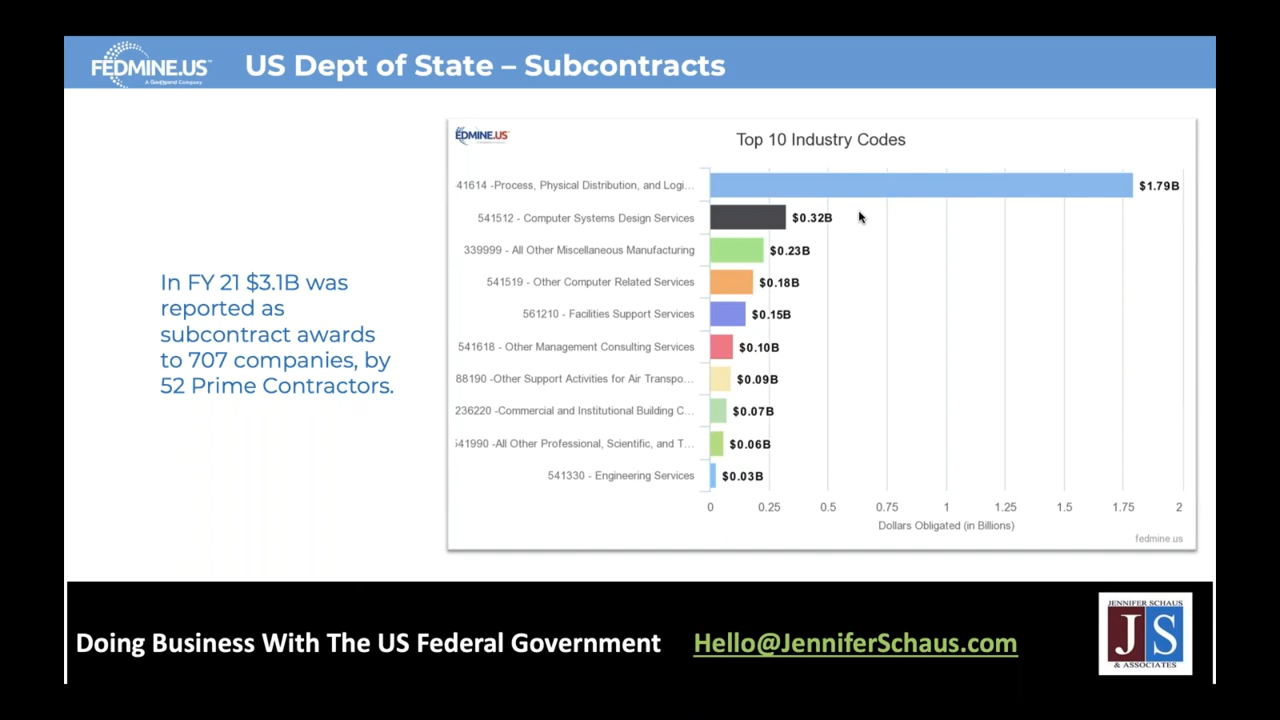 FEDMINE.US™
A GovSpend Company
US Dept of State – Subcontracts
EDMINE.US
Top 10 Industry Codes
41614 -Process, Physical Distribution, and Logi...
$1.79B
541512 - Computer Systems Design Services
$0.32B
339999 - All Other Miscellaneous Manufacturing
$0.23B
541519 - Other Computer Related Services
$0.18B
561210 - Facilities Support Services
$0.15B
541618 - Other Management Consulting Services
$0.10B
88190 -Other Support Activities for Air Transpo...
$0.09B
236220 -Commercial and Institutional Building C...
$0.07B
541990 -All Other Professional, Scientific, and T...
$0.06B
541330 - Engineering Services
$0.03B
0 0.25 0.5 0.75 1 1.25 1.5 1.75 2
Dollars Obligated (in Billions)
fedmine.us
In FY 21 $3.1B was
reported as
subcontract awards
to 707 companies, by
52 Prime Contractors.
Doing Business With The US Federal Government
Hello@JenniferSchaus.com
JENNIFER SCHAUS
J S
& ASSOCIATES